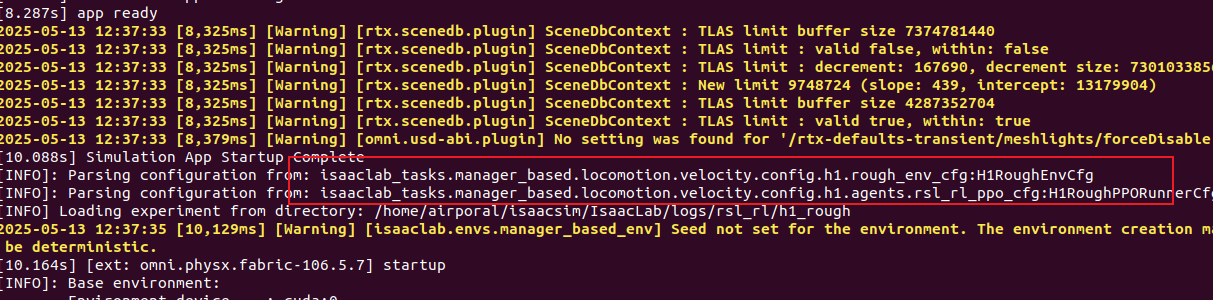 [8.287s] app ready
2025-05-13 12:37:33 [8,325ms] [Warning] [rtx.scenedb.plugin] SceneDbContext : TLAS limit buffer size 7374781440
2025-05-13 12:37:33 [8,325ms] [Warning] [rtx.scenedb.plugin] SceneDbContext : TLAS limit : valid false, within: false
2025-05-13 12:37:33 [8,325ms] [Warning] [rtx.scenedb.plugin] SceneDbContext : TLAS limit : decrement: 167690, decrement size: 730103385
2025-05-13 12:37:33 [8,325ms] [Warning] [rtx.scenedb.plugin] SceneDbContext : New limit 9748724 (slope: 439, intercept: 13179904)
2025-05-13 12:37:33 [8,325ms] [Warning] [rtx.scenedb.plugin] SceneDbContext : TLAS limit buffer size 4287352704
2025-05-13 12:37:33 [8,325ms] [Warning] [rtx.scenedb.plugin] SceneDbContext : TLAS limit : valid true, within: true
2025-05-13 12:37:33 [8,379ms] [Warning] [omni.usd-abi.plugin] No setting was found for '/rtx-defaults-transient/meshlights/forceDisable
[10.088s] Simulation App Startup Complete
[INFO]: Parsing configuration from: isaaclab_tasks.manager_based.locomotion.velocity.config.h1.rough_env_cfg:H1RoughEnvCfg
[INFO]: Parsing configuration from: isaaclab_tasks.manager_based.locomotion.velocity.config.h1.agents.rsl_rl_ppo_cfg:H1RoughPPORunnerCfg
[INFO] Loading experiment from directory: /home/airporal/isaacsim/IsaacLab/logs/rsl_rl/h1_rough
2025-05-13 12:37:35 [10,129ms] [Warning] [isaaclab.envs.manager_based_env] Seed not set for the environment. The environment creation ma
be deterministic.
[10.164s] [ext: omni.physx.fabric-106.5.7] startup
[INFO]: Base environment:
Environment device : cuda:0